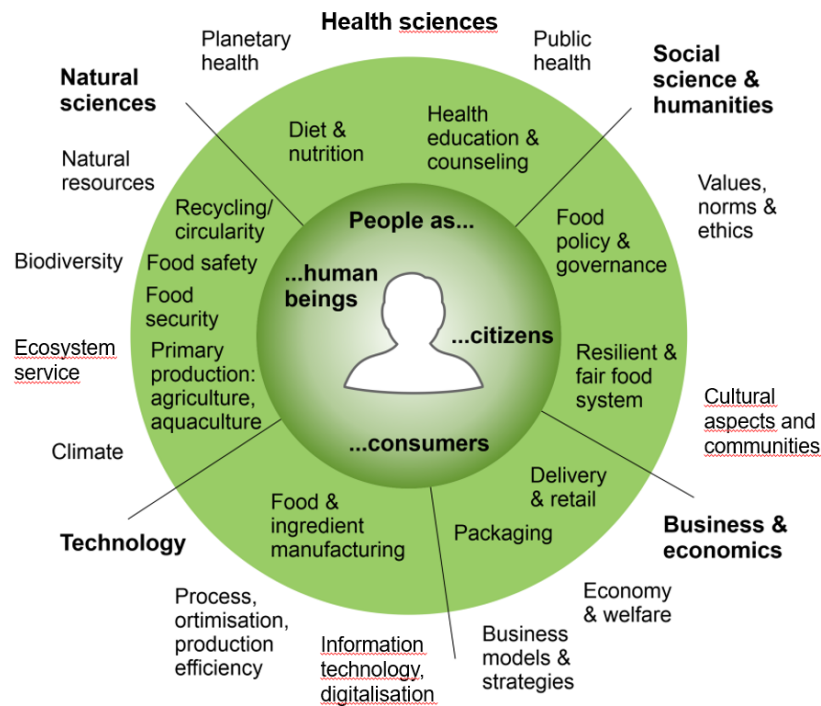 Health sciences
Planetary
health
Public
health
Natural
sciences
Social
science &
humanities
Diet &
nutrition
Health
education &
counseling
Natural
resources
Values,
norms &
ethics
Recycling/
circularity
People as...
Food
policy &
governance
Biodiversity
Food safety
...human
beings
Food
security
...citizens
Ecosystem
service
Primary
production:
agriculture,
aquaculture
Resilient &
fair food
system
Cultural
aspects and
communities
Climate
...consumers
Delivery
& retail
Food &
ingredient
manufacturing
Packaging
Technology
Business &
economics
Process,
ortimisation,
production
efficiency
Economy
& welfare
Information
technology,
digitalisation
Business
models &
strategies